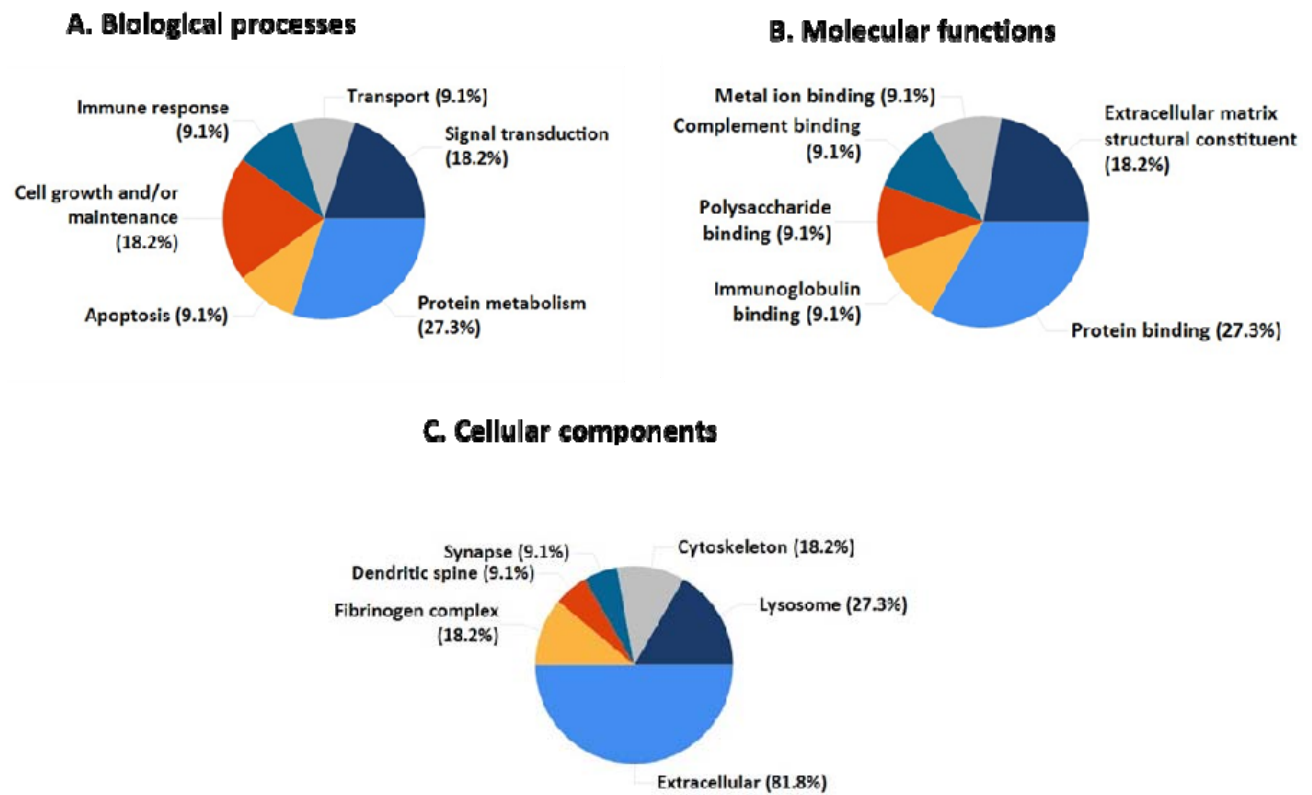 A. Biological processes
Transport (9.1%)
Immune response
(9.1%)
Signal transduction
(18.2%)
Cell growth and/or
maintenance
(18.2%)
Apoptosis (9.1%)
Protein metabolism
(27.3%)
B. Molecular functions
Metal ion binding (9.1%)
Complement binding
(9.1%)
Extracellular matrix
structural constituent
(18.2%)
Polysaccharide
binding (9.1%)
Immunoglobulin
binding (9.1%)
Protein binding (27.3%)
C. Cellular components
Synapse (9.1%)
Cytoskeleton (18.2%)
Dendritic spine (9.1%)
Lysosome (27.3%)
Fibrinogen complex
(18.2%)
Extracellular (81.8%)